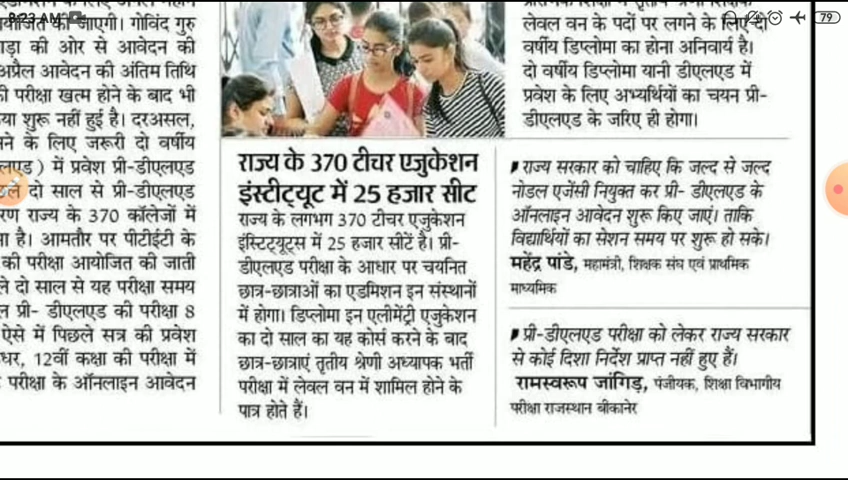 8:23 AM
79
योजित की जाएगी। गोविंद गुरु
ड़ा की ओर से आवेदन की
अप्रैल आवेदन की अंतिम तिथि
परीक्षा खत्म होने के बाद भी
या शुरू नहीं हुई है। दरअसल,
ने के लिए जरूरी दो वर्षीय
में प्रवेश प्री-डीएलएड
दो साल से प्री-डीएलएड
रण राज्य के 370 कॉलेजों में
है। आमतौर पर पीटीईटी के
की परीक्षा आयोजित की जाती
ले दो साल से यह परीक्षा समय
प्री- डीएलएड की परीक्षा 8
ऐसे में पिछले सत्र की प्रवेश
धर, 12वीं कक्षा की परीक्षा में
परीक्षा के ऑनलाइन आवेदन
राज्य के 370 टीचर एजुकेशन
इंस्टीट्यूट में 25 हजार सीट
राज्य के लगभग 370 टीचर एजुकेशन
इंस्टिट्यूट्स में 25 हजार सीटें है। प्री-
डीएलएड परीक्षा के आधार पर चयनित
छात्र-छात्राओं का एडमिशन इन संस्थानों
में होगा। डिप्लोमा इन एलीमेंट्री एजुकेशन
का दो साल का यह कोर्स करने के बाद
छात्र-छात्राएं तृतीय श्रेणी अध्यापक भर्ती
परीक्षा में लेवल वन में शामिल होने के
पात्र होते हैं।
लेवल वन के पदों पर लगने के लिए दो
वर्षीय डिप्लोमा का होना अनिवार्य है।
दो वर्षीय डिप्लोमा यानी डीएलएड में
प्रवेश के लिए अभ्यर्थियों का चयन प्री-
डीएलएड के जरिए ही होगा।
राज्य सरकार को चाहिए कि जल्द से जल्द
नोडल एजेंसी नियुक्त कर प्री- डीएलएड के
ऑनलाइन आवेदन शुरू किए जाएं। ताकि
विद्यार्थियों का सेशन समय पर शुरू हो सके।
महेंद्र पांडे, महामंत्री, शिक्षक संघ एवं प्राथमिक
माध्यमिक
प्री-डीएलएड परीक्षा को लेकर राज्य सरकार
से कोई दिशा निर्देश प्राप्त नहीं हुए हैं।
रामस्वरूप जांगिड़, पंजीयक, शिक्षा विभागीय
परीक्षा राजस्थान बीकानेर